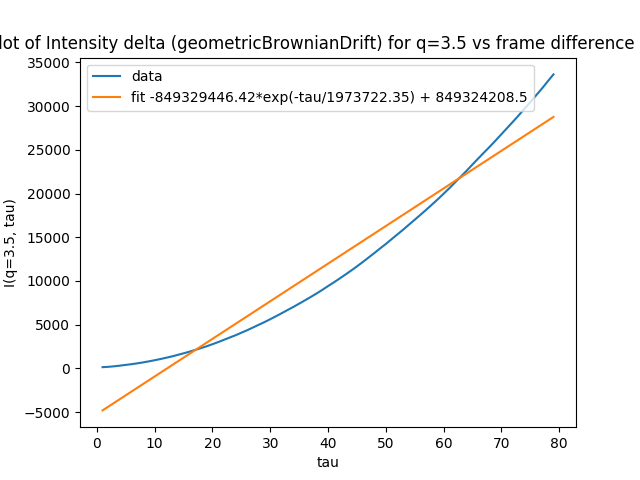 lot of Intensity delta (geometricBrownianDrift) for q=3.5 vs frame difference
data
fit -849329446.42*exp(-tau/1973722.35) + 849324208.5
35000
30000
25000
20000
15000
10000
5000
0
−5000
I(q=3.5, tau)
0 10 20 30 40 50 60 70 80
tau